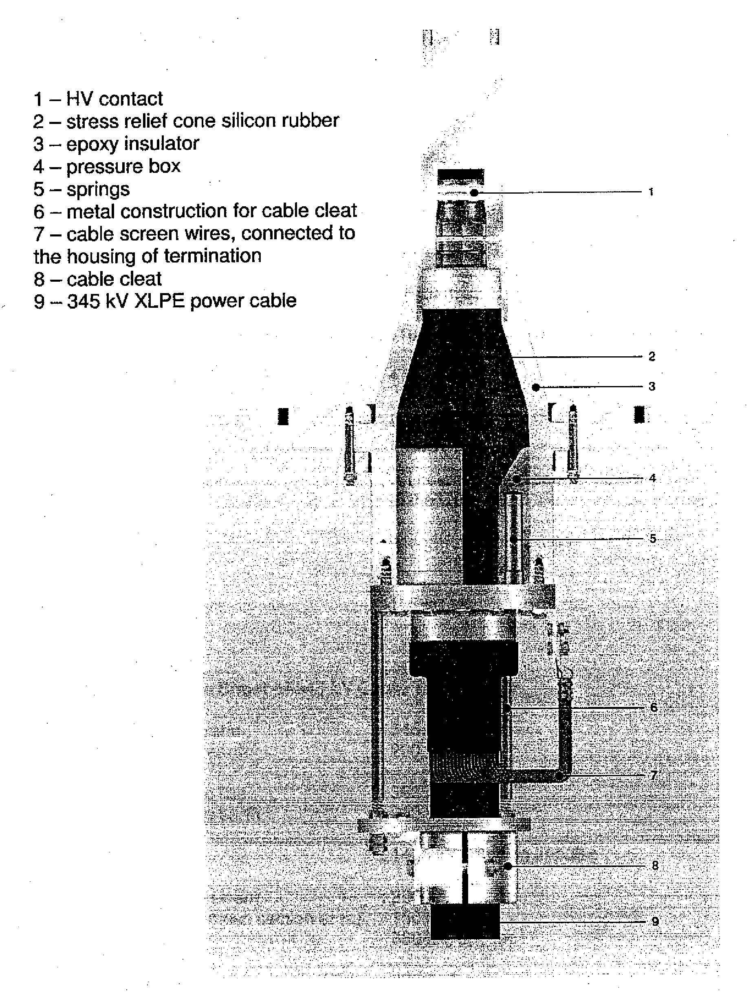 1 – HV contact
2 – stress relief cone silicon rubber
3 – epoxy insulator
4 – pressure box
5 – springs
6 – metal construction for cable cleat
7 – cable screen wires, connected to
the housing of termination
8 – cable cleat
9 – 345 kV XLPE power cable
1
2
3
4
5
6
7
8
9